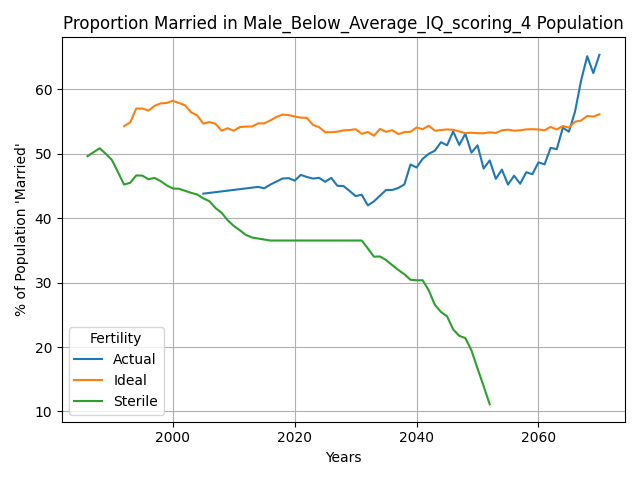 Proportion Married in Male_Below_Average_IQ_scoring_4 Population
% of Population 'Married'
60
50
40
30
20
10
Fertility
Actual
Ideal
Sterile
2000 2020 2040 2060
Years